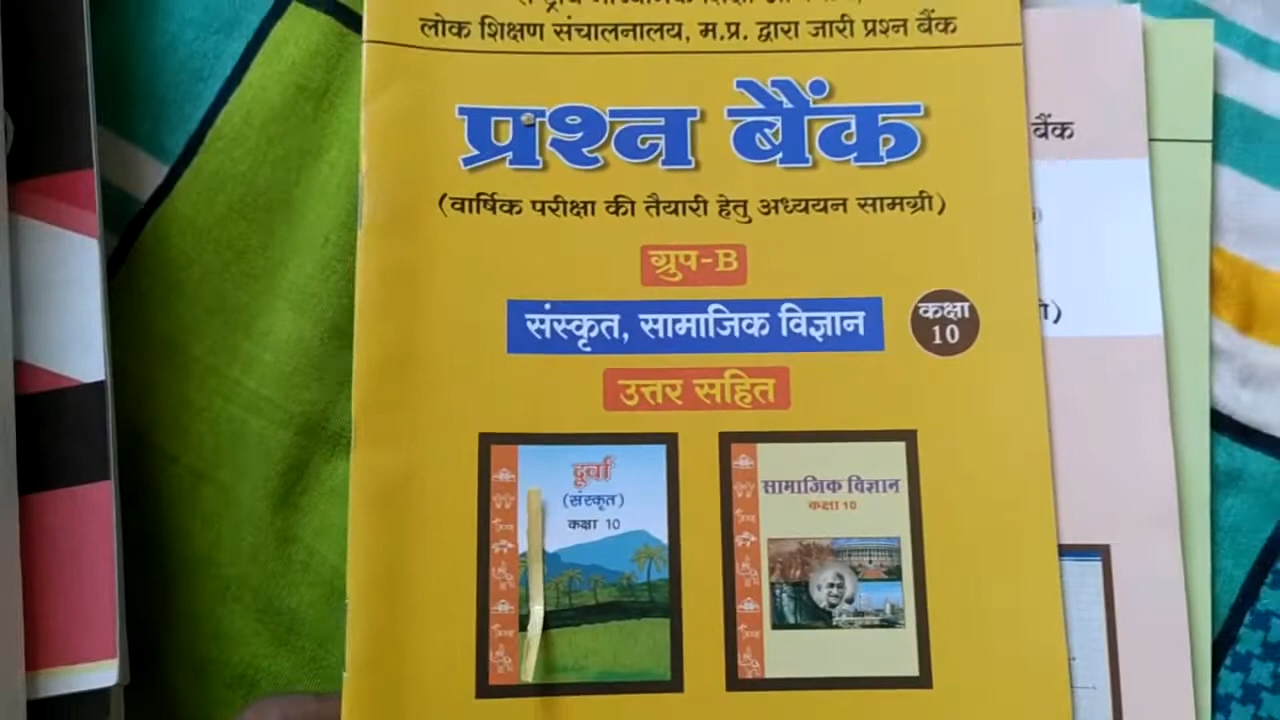 लोक शिक्षण संचालनालय, म.प्र. द्वारा जारी प्रश्न बैंक
प्रश्न बैंक
(वार्षिक परीक्षा की तैयारी हेतु अध्ययन सामग्री)
ग्रुप-B
संस्कृत, सामाजिक विज्ञान
कक्षा
10
उत्तर सहित
दूर्वा
(संस्कृत)
कक्षा 10
सामाजिक विज्ञान
कक्षा 10
बैंक